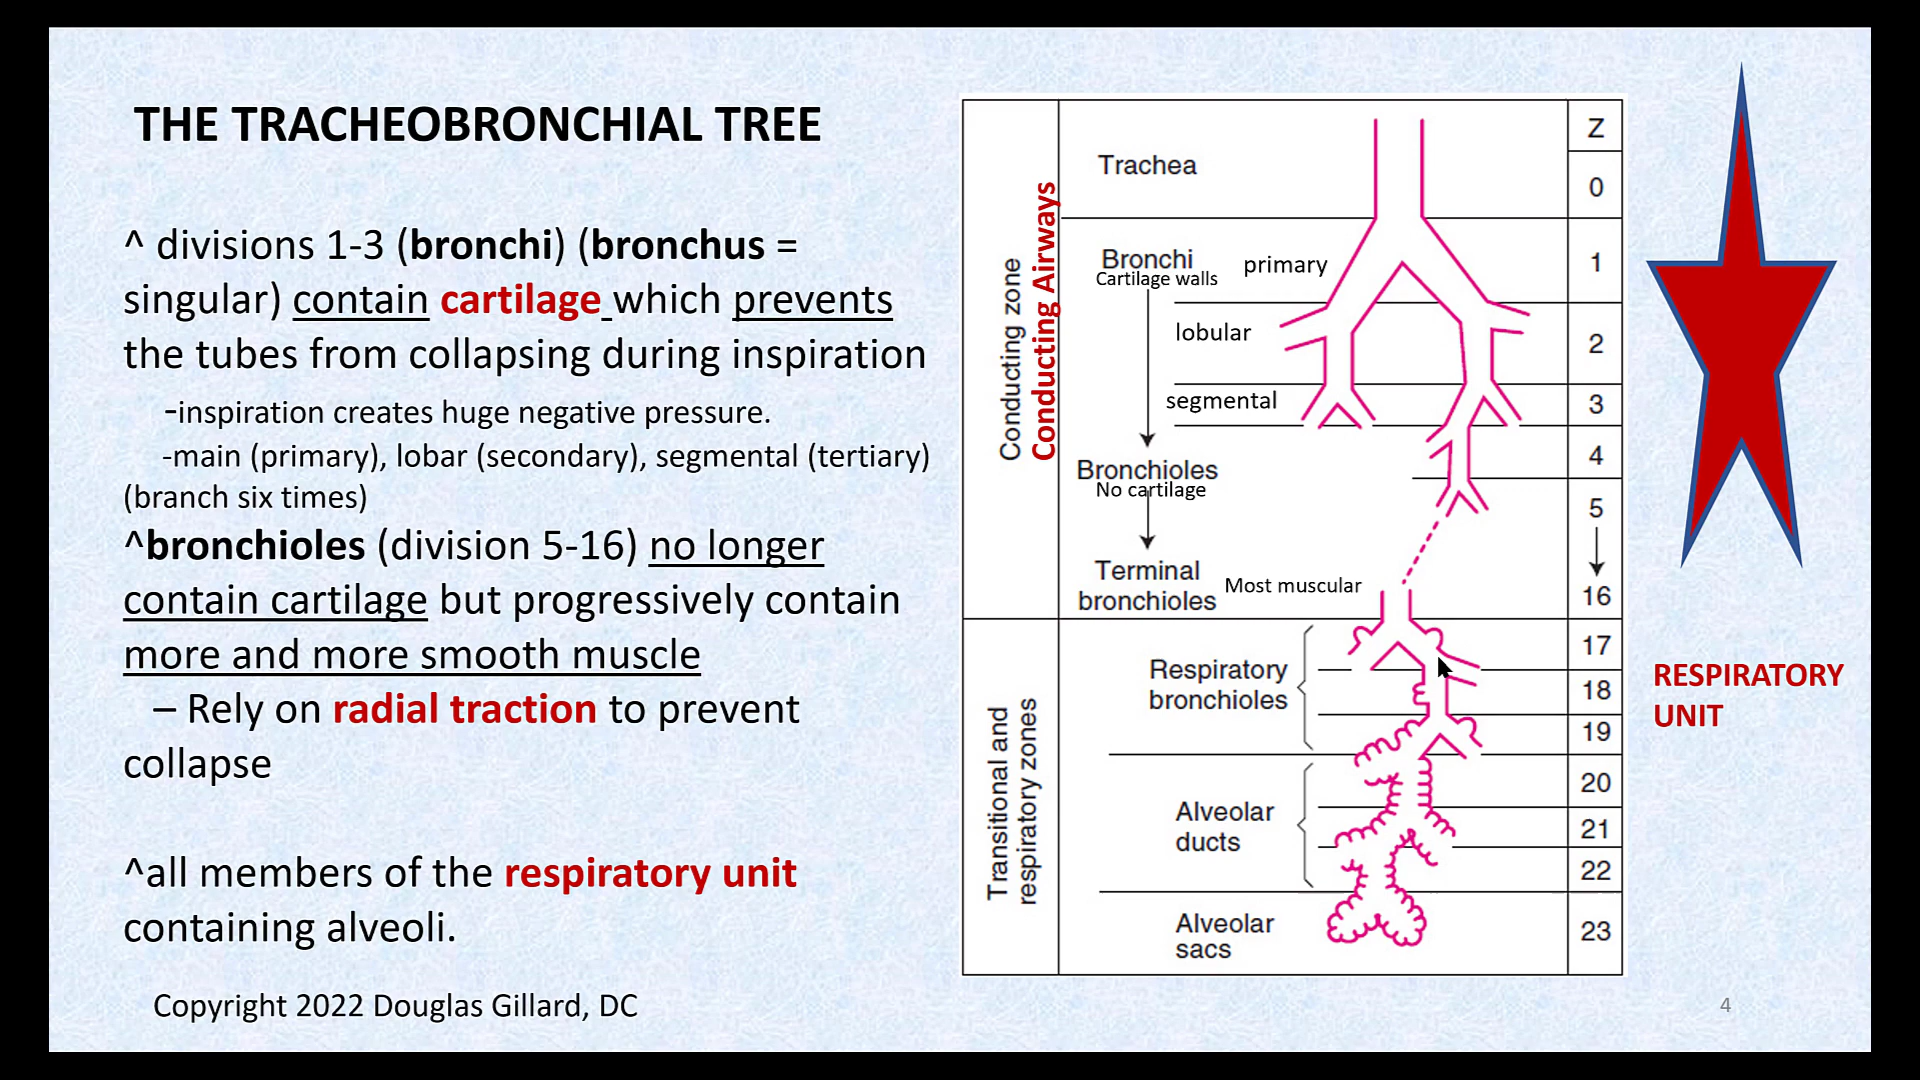 THE TRACHEOBRONCHIAL TREE
^ divisions 1-3 (bronchi) (bronchus =
singular) contain cartilage which prevents
the tubes from collapsing during inspiration
-inspiration creates huge negative pressure.
-main (primary), lobar (secondary), segmental (tertiary)
(branch six times)
^bronchioles (division 5-16) no longer
contain cartilage but progressively contain
more and more smooth muscle
– Rely on radial traction to prevent
collapse
^all members of the respiratory unit
containing alveoli.
Copyright 2022 Douglas Gillard, DC
Conducting zone
Conducting Airways
Transitional and
respiratory zones
Trachea
Bronchi
Cartilage walls
primary
lobular
segmental
Bronchioles
No cartilage
Terminal
bronchioles
Most muscular
Respiratory
bronchioles
Alveolar
ducts
Alveolar
sacs
Z
0
1
2
3
4
5
16
17
18
19
20
21
22
23
RESPIRATORY
UNIT
4